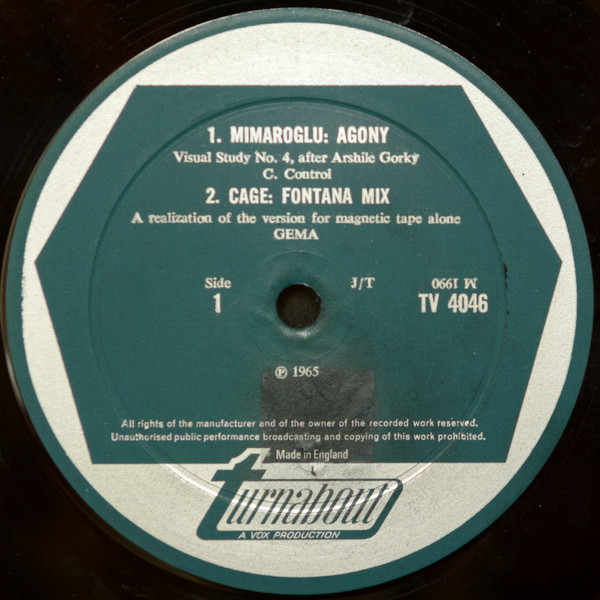 1. MIMAROGLU: AGONY
Visual Study No. 4, after Arshile Gorky
C. Control
2. CAGE: FONTANA MIX
A realization of the version for magnetic tape alone
GEMA
Side
1
J/T
M 1990
TV 4046
℗ 1965
All rights of the manufacturer and of the owner of the recorded work reserved.
Unauthorised public performance broadcasting and copying of this work prohibited.
Made in England
turnabout
A VOX PRODUCTION